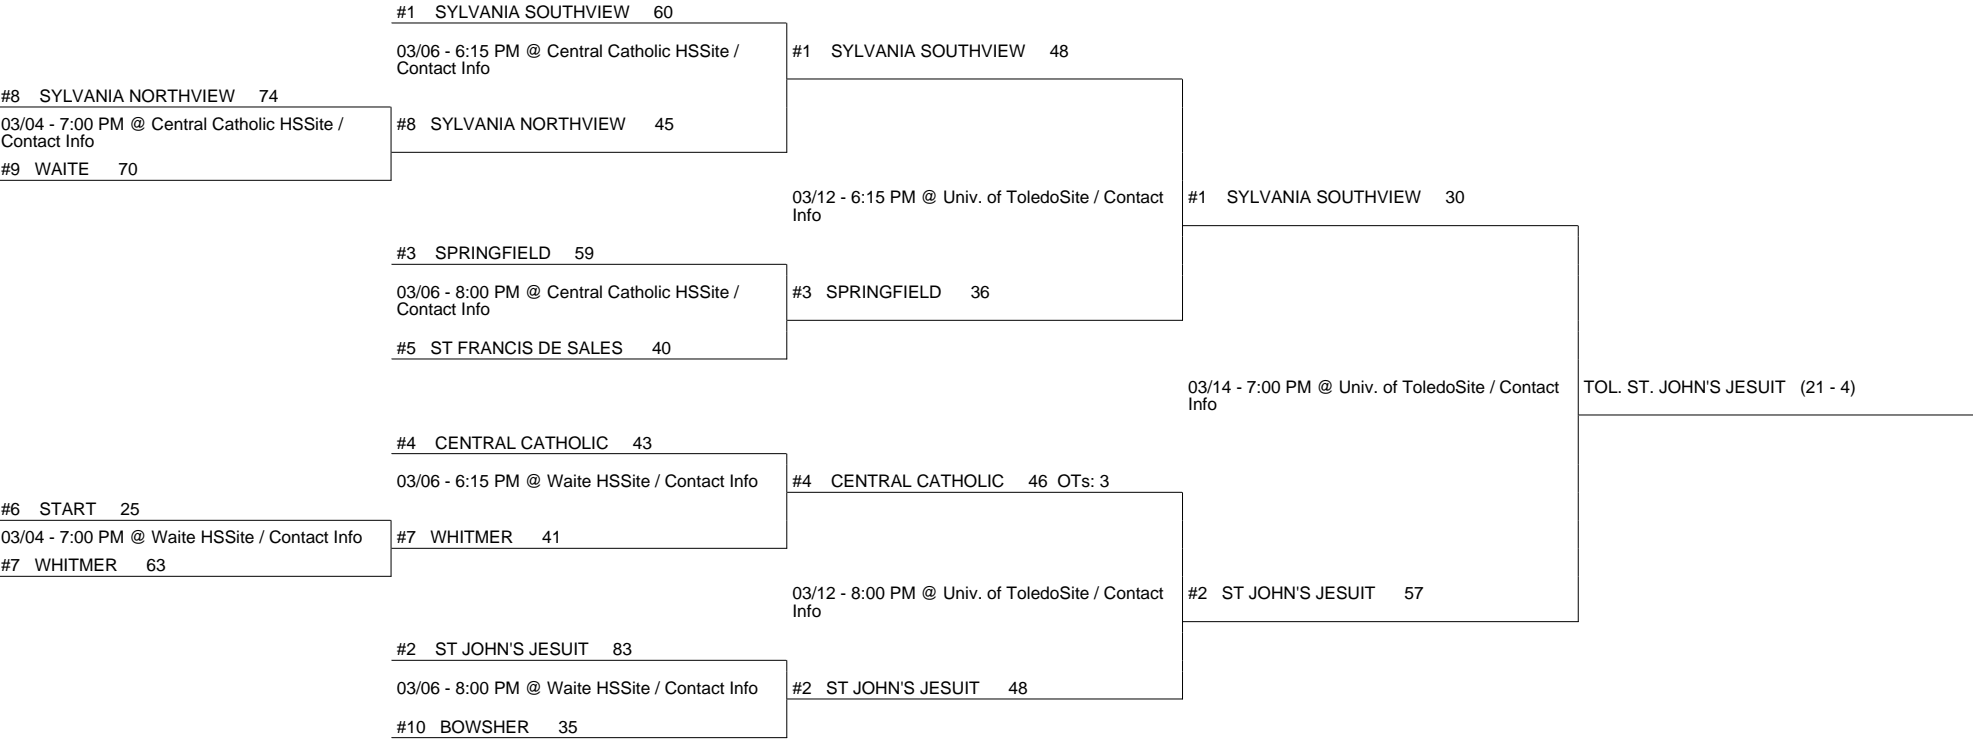 #1 SYLVANIA SOUTHVIEW 60
03/06 - 6:15 PM @ Central Catholic HSSite /
Contact Info
#8 SYLVANIA NORTHVIEW 45
#8 SYLVANIA NORTHVIEW 74
03/04 - 7:00 PM @ Central Catholic HSSite /
Contact Info
#9 WAITE 70
#1 SYLVANIA SOUTHVIEW 48
03/12 - 6:15 PM @ Univ. of ToledoSite / Contact
Info
#3 SPRINGFIELD 36
#3 SPRINGFIELD 59
03/06 - 8:00 PM @ Central Catholic HSSite /
Contact Info
#5 ST FRANCIS DE SALES 40
#1 SYLVANIA SOUTHVIEW 30
03/14 - 7:00 PM @ Univ. of ToledoSite / Contact
Info
#2 ST JOHN'S JESUIT 57
TOL. ST. JOHN'S JESUIT (21 - 4)
#4 CENTRAL CATHOLIC 43
03/06 - 6:15 PM @ Waite HSSite / Contact Info
#7 WHITMER 41
#6 START 25
03/04 - 7:00 PM @ Waite HSSite / Contact Info
#7 WHITMER 63
#4 CENTRAL CATHOLIC 46 OTs: 3
03/12 - 8:00 PM @ Univ. of ToledoSite / Contact
Info
#2 ST JOHN'S JESUIT 48
#2 ST JOHN'S JESUIT 83
03/06 - 8:00 PM @ Waite HSSite / Contact Info
#10 BOWSHER 35